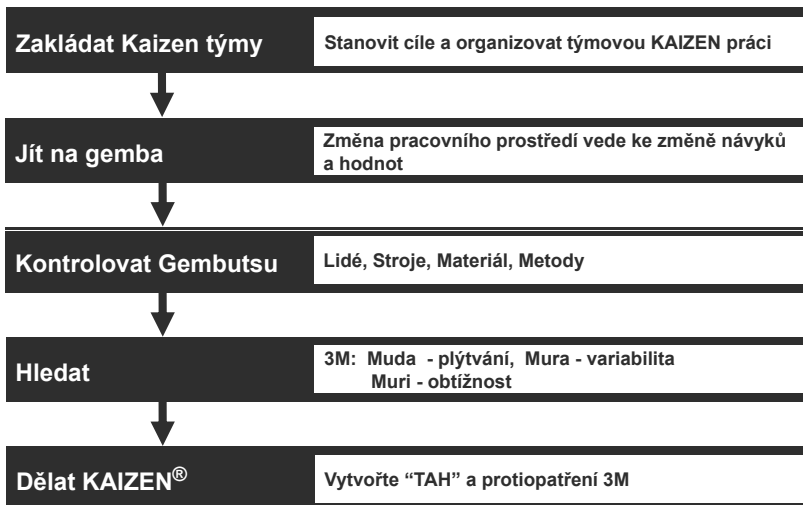 Zakládat Kaizen týmy
Stanovit cíle a organizovat týmovou KAIZEN práci
Jít na gemba
Změna pracovního prostředí vede ke změně návyků
a hodnot
Kontrolovat Gembutsu
Lidé, Stroje, Materiál, Metody
Hledat
3M: Muda - plýtvání, Mura - variabilita
Muri - obtížnost
Dělat KAIZEN®
Vytvořte “TAH” a protiopatření 3M